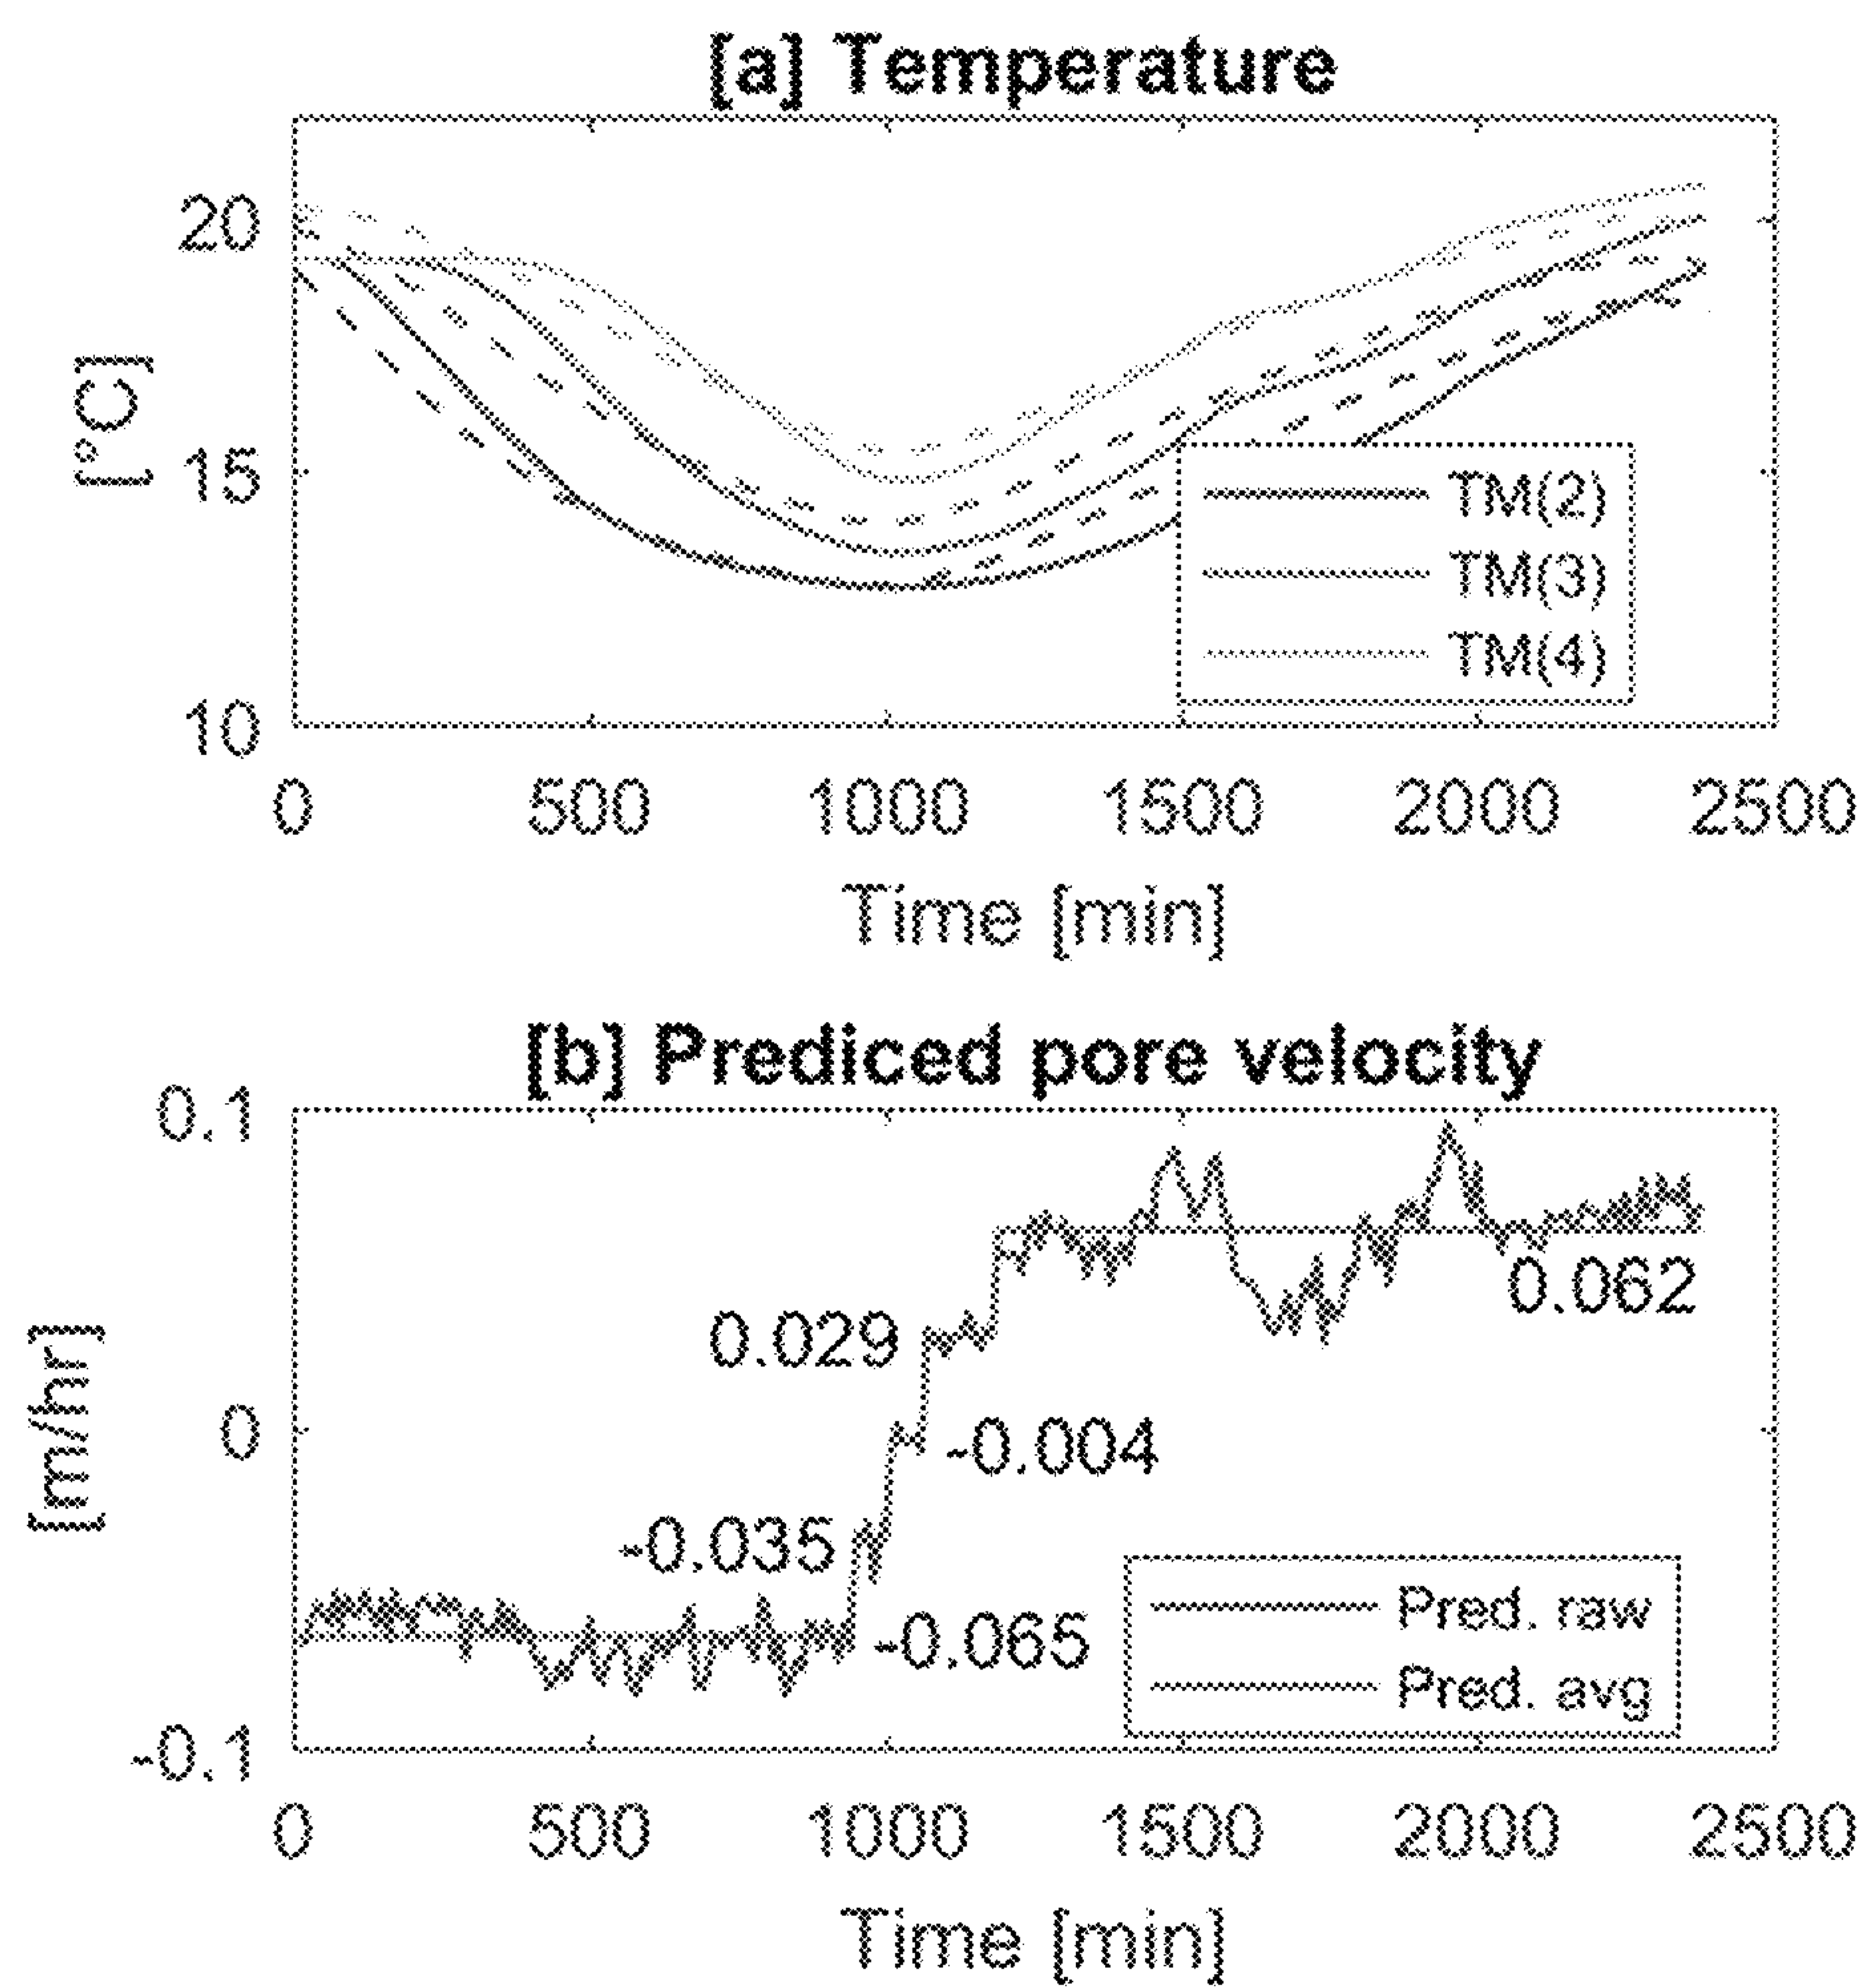 [a] Temperature
20
15
10
[°C]
TM(2)
TM(3)
TM(4)
0 500 1000 1500 2000 2500
Time [min]
[b] Prediced pore velocity
0.1
0
-0.1
[m/hr]
0.062
0.029
-0.004
-0.035
-0.065
Pred. raw
Pred. avg
0 500 1000 1500 2000 2500
Time [min]